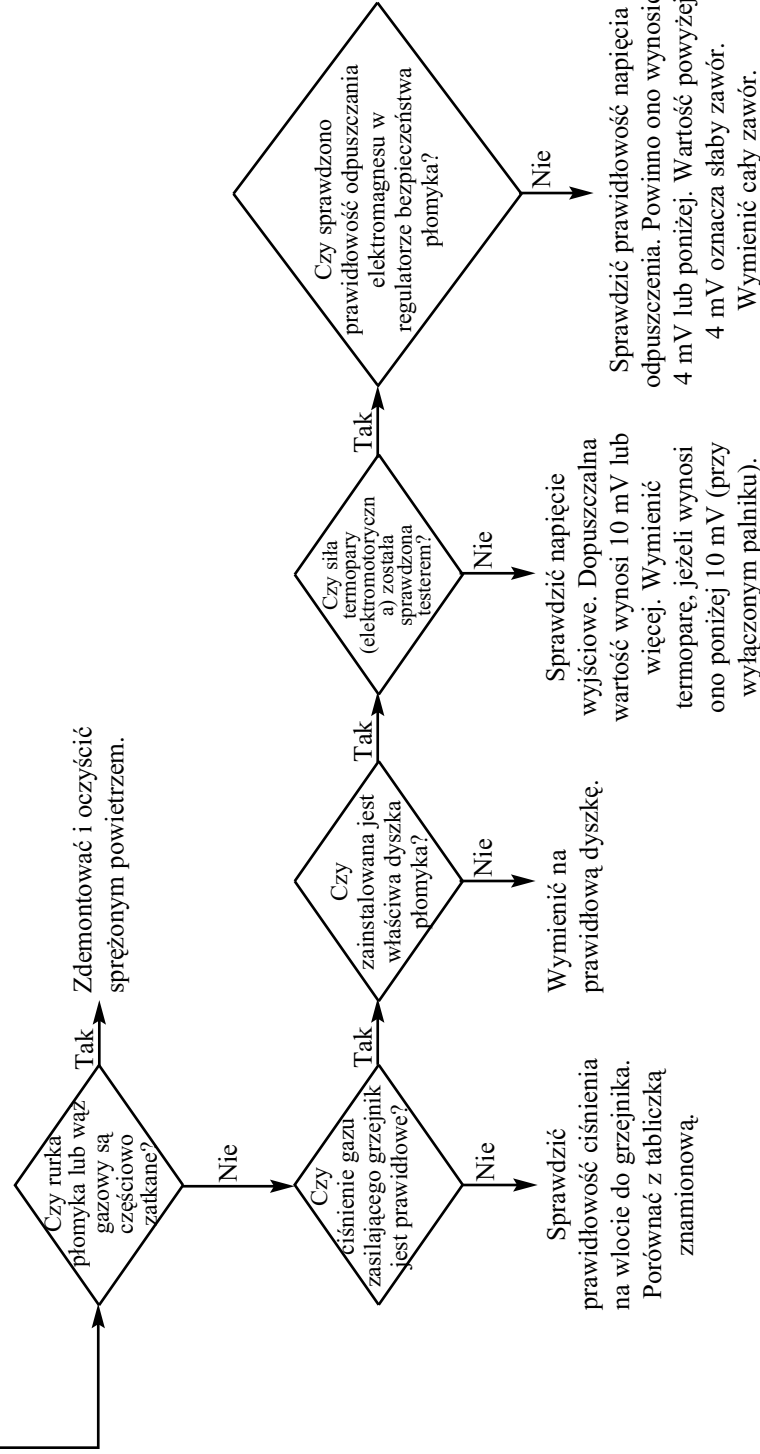 Czy rurka
płomyka lub wąż
gazowy są
częściowo
zatkane?
Tak
Zdemontować i oczyścić
sprężonym powietrzem.
Nie
Czy
ciśnienie gazu
zasilającego grzejnik
jest prawidłowe?
Tak
Nie
Sprawdzić
prawidłowość ciśnienia
na wlocie do grzejnika.
Porównać z tabliczką
znamionową.
Czy
zainstalowana jest
właściwa dyszka
płomyka?
Tak
Nie
Wymienić na
prawidłową dyszkę.
Czy siła
termopary
(elektromotoryczn
a) została
sprawdzona
testerem?
Tak
Nie
Sprawdzić napięcie
wyjściowe. Dopuszczalna
wartość wynosi 10 mV lub
więcej. Wymienić
termoparę, jeżeli wynosi
ono poniżej 10 mV (przy
wyłączonym palniku).
Czy sprawdzono
prawidłowość odpuszczania
elektromagnesu w
regulatorze bezpieczeństwa
płomyka?
Nie
Sprawdzić prawidłowość napięcia
odpuszczenia. Powinno ono wynosić
4 mV lub poniżej. Wartość powyżej
4 mV oznacza słaby zawór.
Wymienić cały zawór.